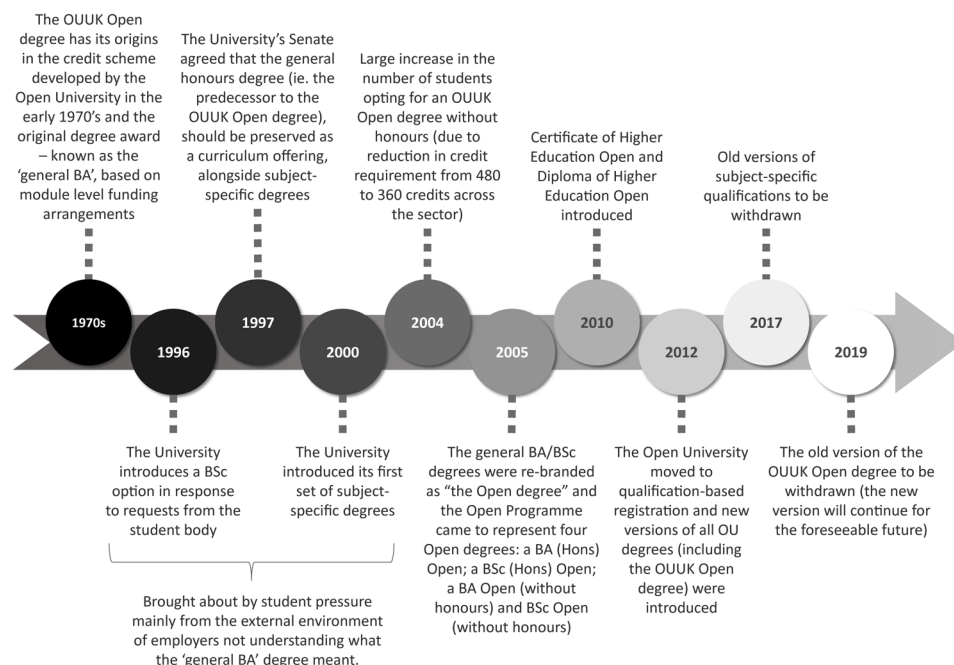 The OUUK Open
degree has its origins
in the credit scheme
developed by the
Open University in the
early 1970's and the
original degree award
– known as the
'general BA', based on
module level funding
arrangements
The University's Senate
agreed that the general
honours degree (ie. the
predecessor to the
OUUK Open degree),
should be preserved as
a curriculum offering,
alongside subject-
specific degrees
Large increase in the
number of students
opting for an OUUK
Open degree without
honours (due to
reduction in credit
requirement from 480
to 360 credits across
the sector)
Certificate of Higher
Education Open and
Diploma of Higher
Education Open
introduced
Old versions of
subject-specific
qualifications to be
withdrawn
1970s
1996
1997
2000
2004
2005
2010
2012
2017
2019
The University
introduces a BSc
option in response
to requests from the
student body
The University
introduced its first
set of subject-
specific degrees
Brought about by student pressure
mainly from the external environment
of employers not understanding what
the 'general BA' degree meant.
The general BA/BSc
degrees were re-branded
as "the Open degree" and
the Open Programme
came to represent four
Open degrees: a BA (Hons)
Open; a BSc (Hons) Open;
a BA Open (without
honours) and BSc Open
(without honours)
The Open University
moved to
qualification-based
registration and new
versions of all OU
degrees (including
the OUUK Open
degree) were
introduced
The old version of the
OUUK Open degree to be
withdrawn (the new
version will continue for
the foreseeable future)